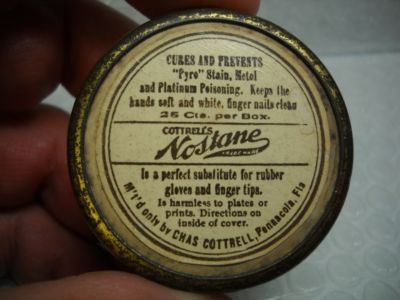 CURES AND PREVENTS
"Pyro" Stain, Metol
and Platinum Poisoning. Keeps the
hands soft and white, finger nails clean
25 Cts. per Box.
COTTRELL'S
Nostane
TRADE MARK
Is a perfect substitute for rubber
gloves and finger tips.
Is harmless to plates or
prints. Directions on
inside of cover.
M'f'd only by CHAS COTTRELL, Pensacola, Fla